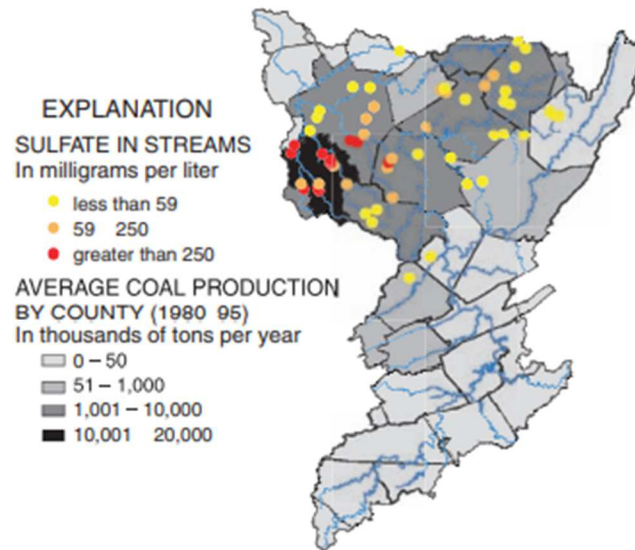 EXPLANATION
SULFATE IN STREAMS
In milligrams per liter
less than 59
59 250
greater than 250
AVERAGE COAL PRODUCTION
BY COUNTY (1980 95)
In thousands of tons per year
0 – 50
51 – 1,000
1,001 – 10,000
10,001 20,000